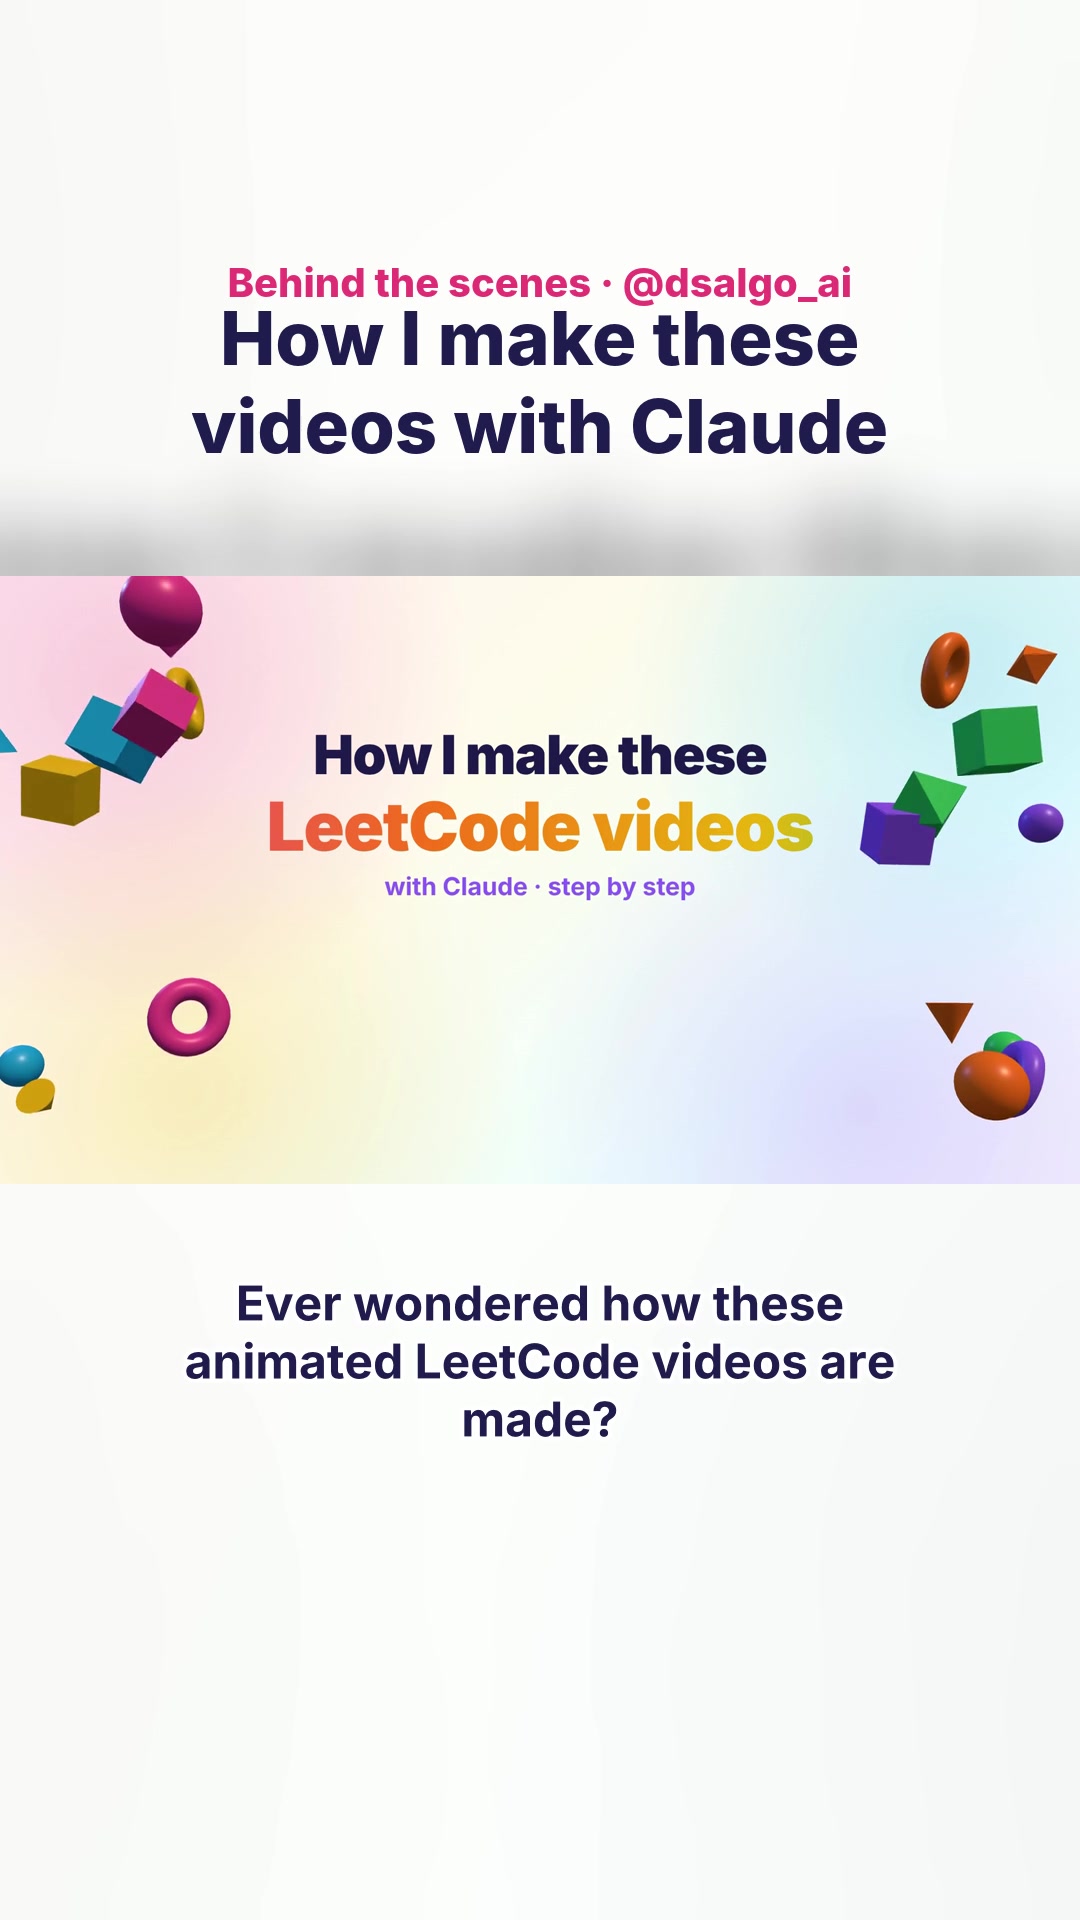 Behind the scenes · @dsalgo_ai
How I make these
videos with Claude
How I make these
LeetCode videos
with Claude · step by step
Ever wondered how these
animated LeetCode videos are
made?